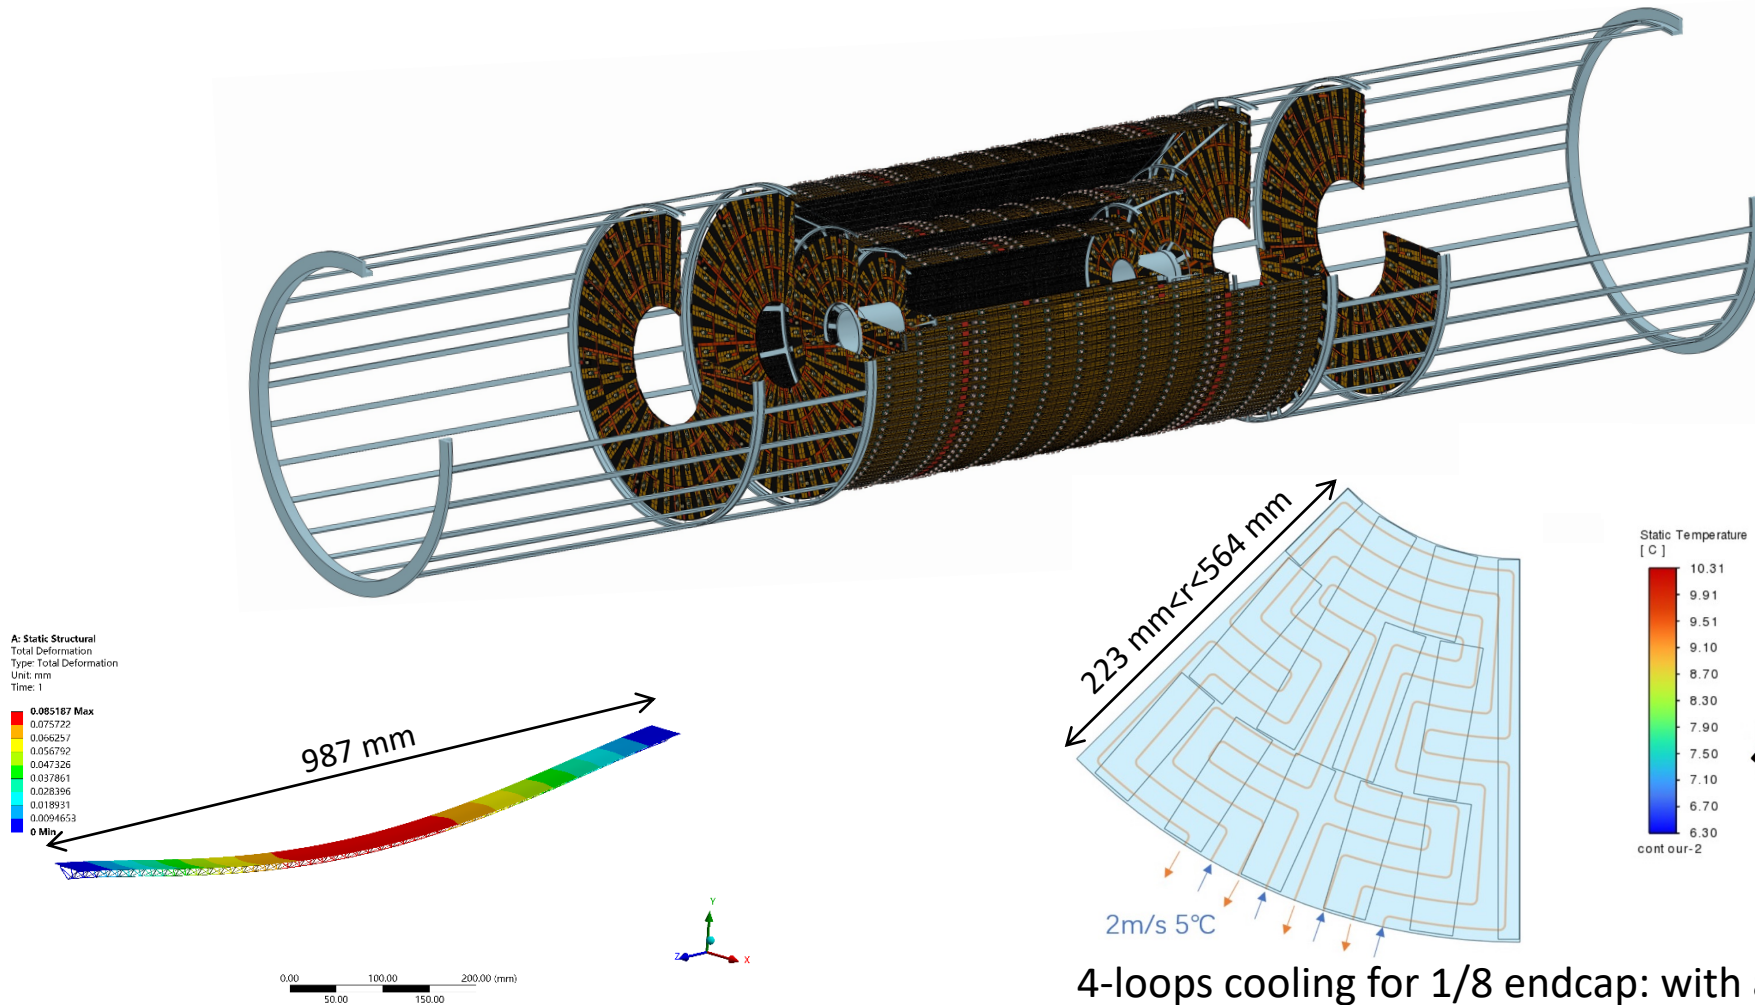 A: Static Structural
Total Deformation
Type: Total Deformation
Unit: mm
Time: 1
0.085187 Max
0.075722
0.066257
0.056792
0.047326
0.037861
0.028396
0.018931
0.0094653
0 Min
987 mm
0.00
100.00
200.00 (mm)
50.00
150.00
Y
Z
X
223 mm<r<564 mm
2m/s 5℃
Static Temperature
[ C ]
10.31
9.91
9.51
9.10
8.70
8.30
7.90
7.50
7.10
6.70
6.30
contour-2
4-loops cooling for 1/8 endcap: with